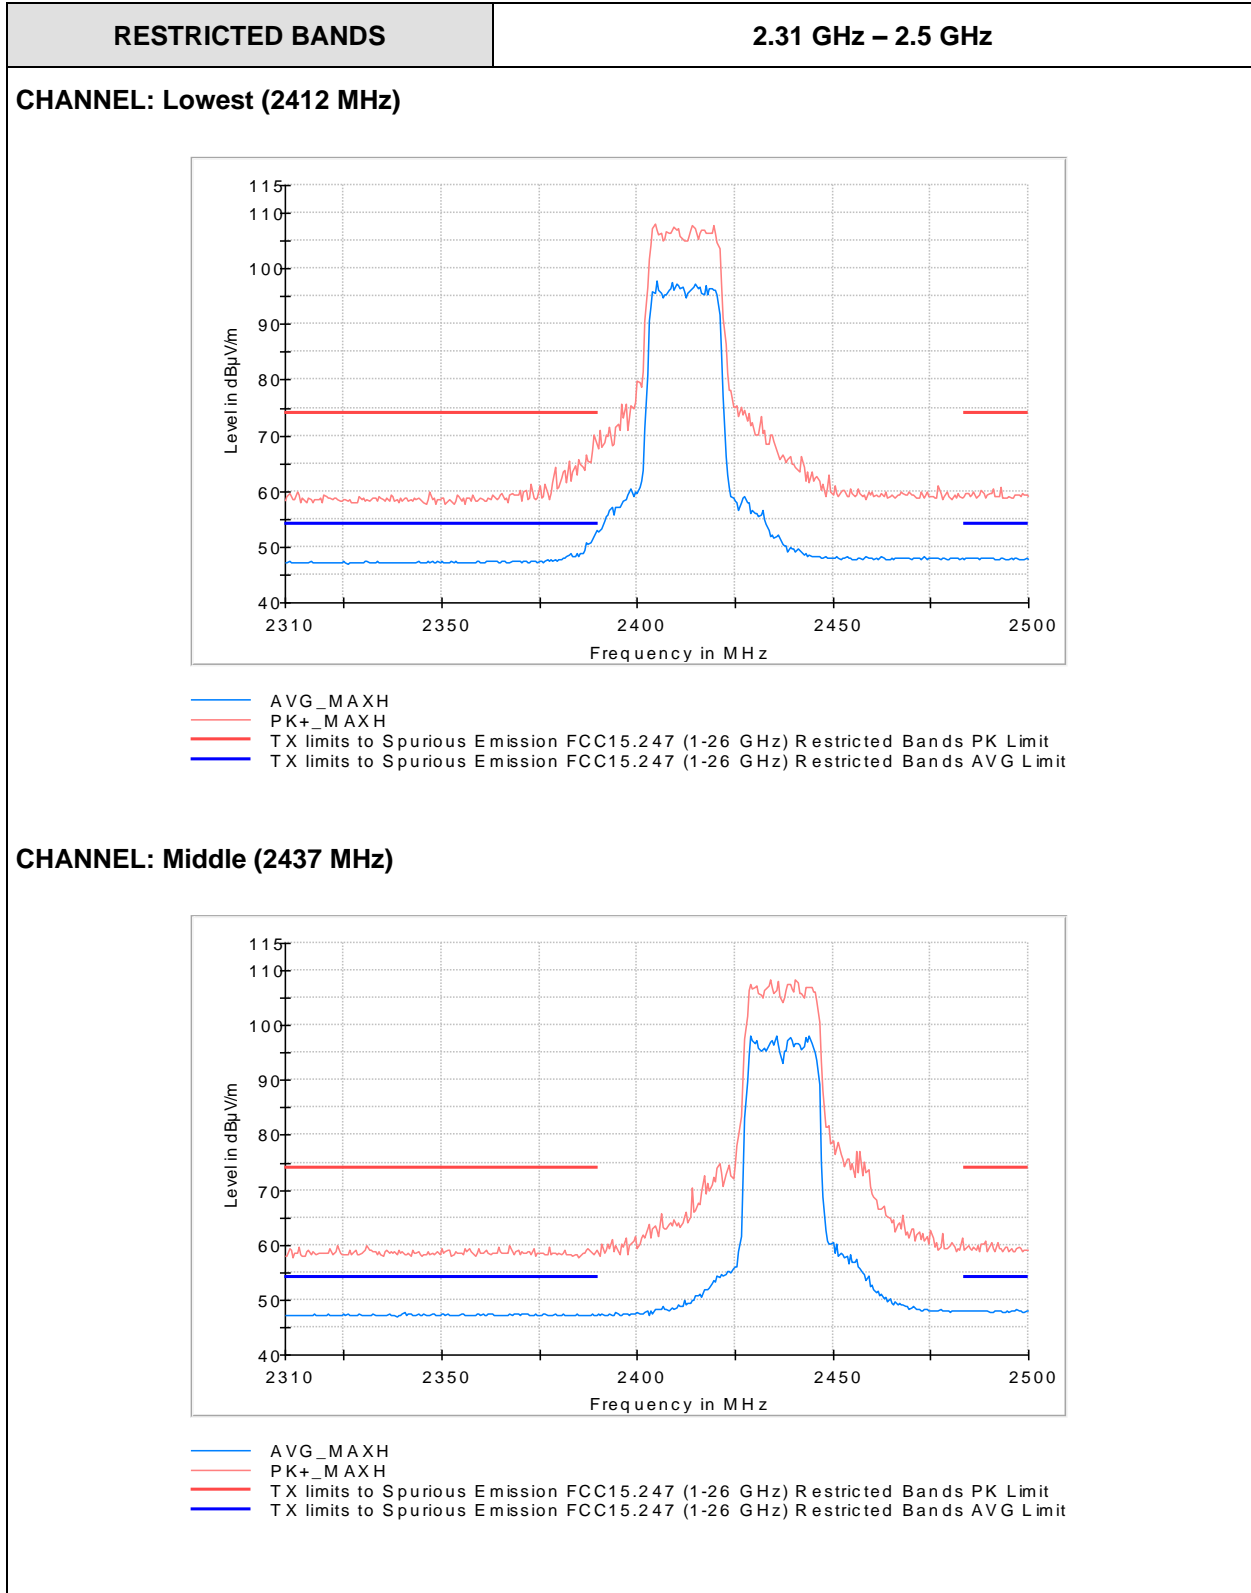 RESTRICTED BANDS
2.31 GHz – 2.5 GHz
CHANNEL: Lowest (2412 MHz)
115
110
100
90
80
70
60
50
40
Level in dBµV/m
2310
2350
2400
2450
2500
Frequency in MHz
AVG_MAXH
PK+_MAXH
TX limits to Spurious Emission FCC15.247 (1-26 GHz) Restricted Bands PK Limit
TX limits to Spurious Emission FCC15.247 (1-26 GHz) Restricted Bands AVG Limit
CHANNEL: Middle (2437 MHz)
115
110
100
90
80
70
60
50
40
Level in dBµV/m
2310
2350
2400
2450
2500
Frequency in MHz
AVG_MAXH
PK+_MAXH
TX limits to Spurious Emission FCC15.247 (1-26 GHz) Restricted Bands PK Limit
TX limits to Spurious Emission FCC15.247 (1-26 GHz) Restricted Bands AVG Limit